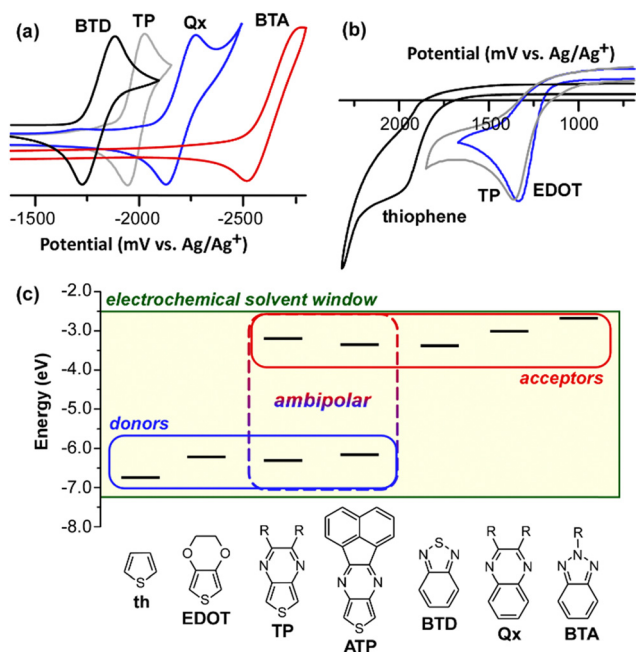 (a)
BTD TP Qx BTA
-1500 -2000 -2500
Potential (mV vs. Ag/Ag+)
(b)
Potential (mV vs. Ag/Ag+)
2000 1500 1000
TP EDOT
thiophene
(c)
Energy (eV)
-2.0
-3.0
-4.0
-5.0
-6.0
-7.0
-8.0
electrochemical solvent window
acceptors
ambipolar
donors
S
th
O O
S
EDOT
R R
N N
S
TP
N N
S
ATP
S
N N
BTD
R R
N N
Qx
R
N
N N
BTA